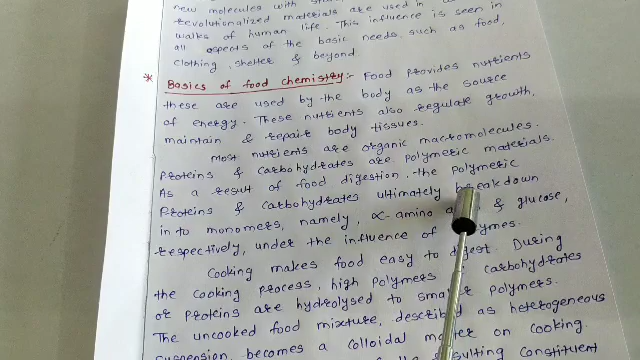 new molecules with
revolutionalized materials are used in
walks of human life. This influence is seen in
all aspects of the basic needs such as food,
clothing, shelter & beyond
* Basics of food chemistry:- Food provides nutrients
these are used by the body as the source
of energy. These nutrients also regulate growth,
maintain & repair body tissues.
Most nutrients are organic macromolecules.
Proteins & carbohydrates are polymeric materials.
As a result of food digestion, the polymeric
Proteins & carbohydrates ultimately breakdown
in to monomers, namely, α-amino & glucose,
respectively, under the influence of
Cooking makes food easy to digest. During
the cooking process, high polymers carbohydrates
or proteins are hydrolysed to smaller polymers.
The uncooked food mixture, described as heterogeneous
suspension, becomes a colloidal matter on cooking.
constituent